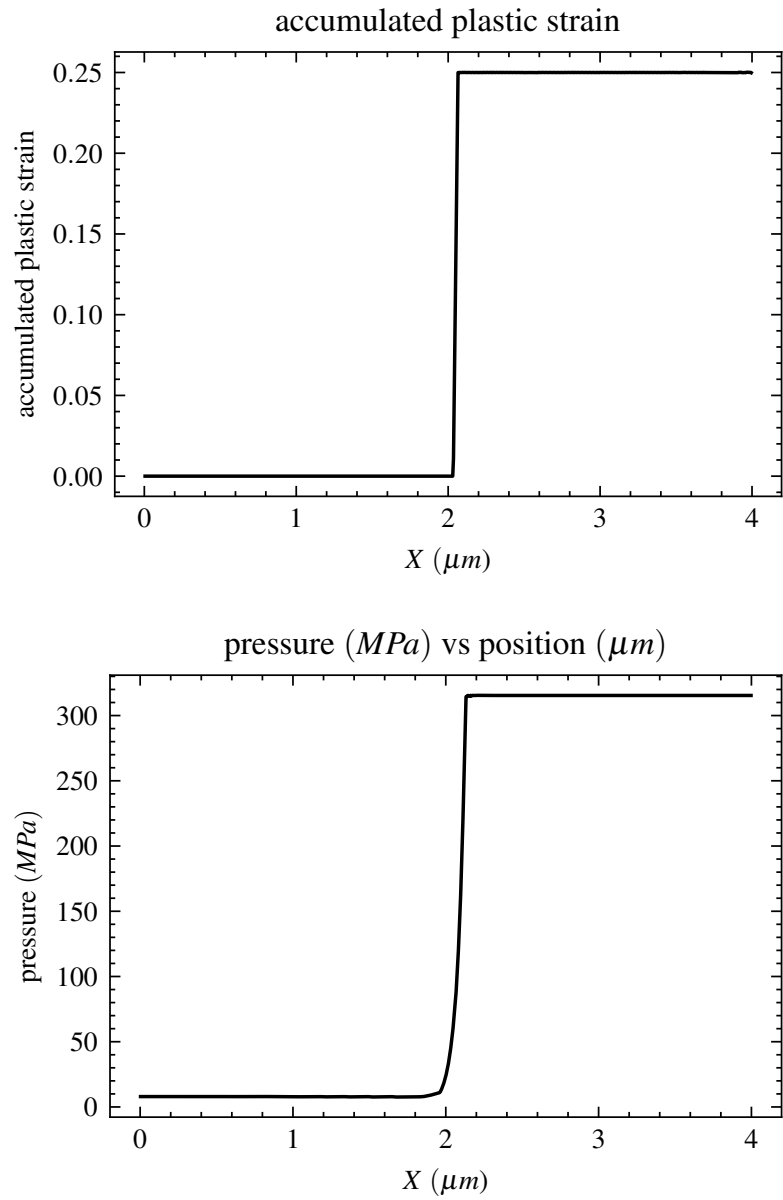 accumulated plastic strain
accumulated plastic strain
0.25
0.20
0.15
0.10
0.05
0.00
0 1 2 3 4
X (μm)
pressure (MPa) vs position (μm)
pressure (MPa)
300
250
200
150
100
50
0
0 1 2 3 4
X (μm)